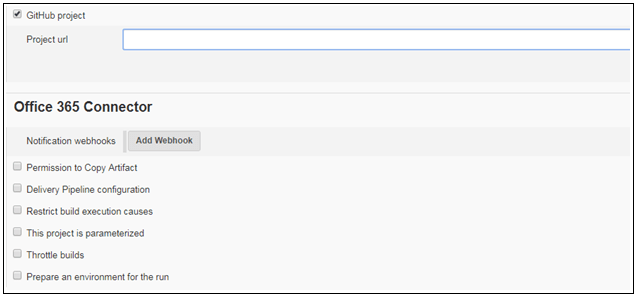 GitHub project
Project url
Office 365 Connector
Notification webhooks Add Webhook
Permission to Copy Artifact
Delivery Pipeline configuration
Restrict build execution causes
This project is parameterized
Throttle builds
Prepare an environment for the run